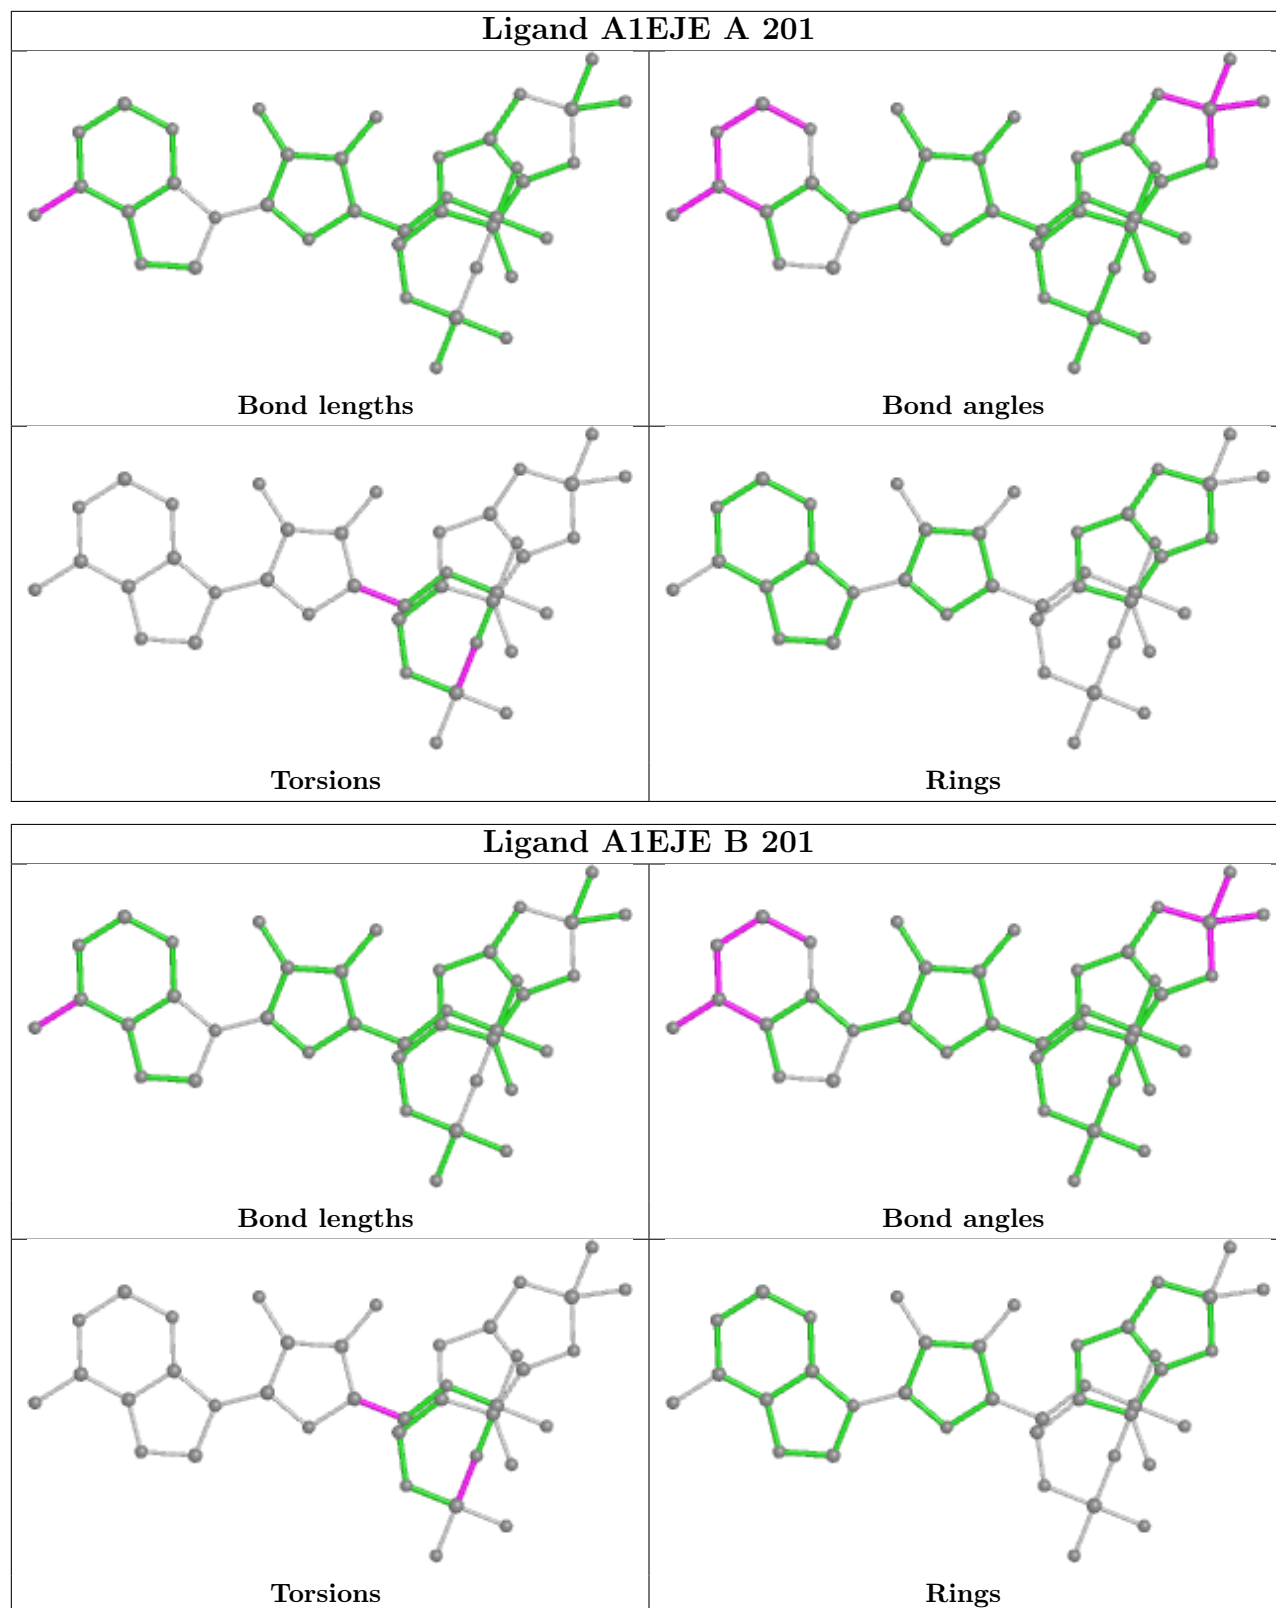 Ligand A1EJE A 201
Bond lengths
Bond angles
Torsions
Rings
Ligand A1EJE B 201
Bond lengths
Bond angles
Torsions
Rings